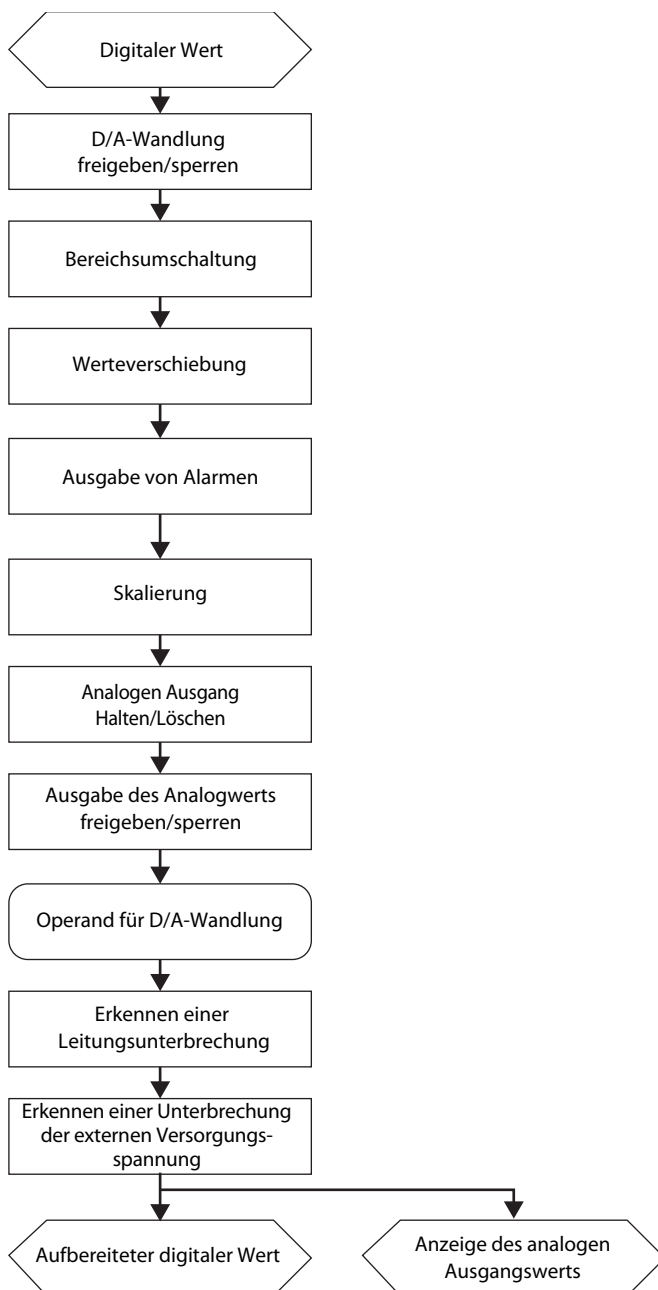 Digitaler Wert
D/A-Wandlung
freigeben/sperren
Bereichsumschaltung
Werteverschiebung
Ausgabe von Alarmen
Skalierung
Analogen Ausgang
Halten/Löschen
Ausgabe des Analogwerts
freigeben/sperren
Operand für D/A-Wandlung
Erkennen einer
Leitungsunterbrechung
Erkennen einer Unterbrechung
der externen Versorgungs-
spannung
Aufbereiteter digitaler Wert
Anzeige des analogen
Ausgangswerts